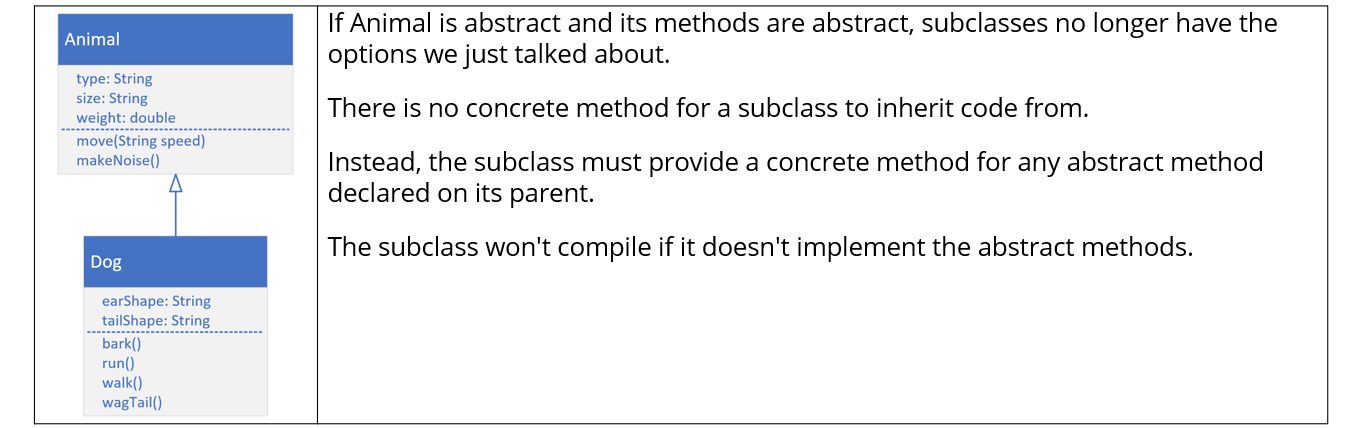 Animal
type: String
size: String
weight: double
move(String speed)
makeNoise()
Dog
earShape: String
tailShape: String
bark()
run()
walk()
wagTail()
If Animal is abstract and its methods are abstract, subclasses no longer have the
options we just talked about.
There is no concrete method for a subclass to inherit code from.
Instead, the subclass must provide a concrete method for any abstract method
declared on its parent.
The subclass won't compile if it doesn't implement the abstract methods.